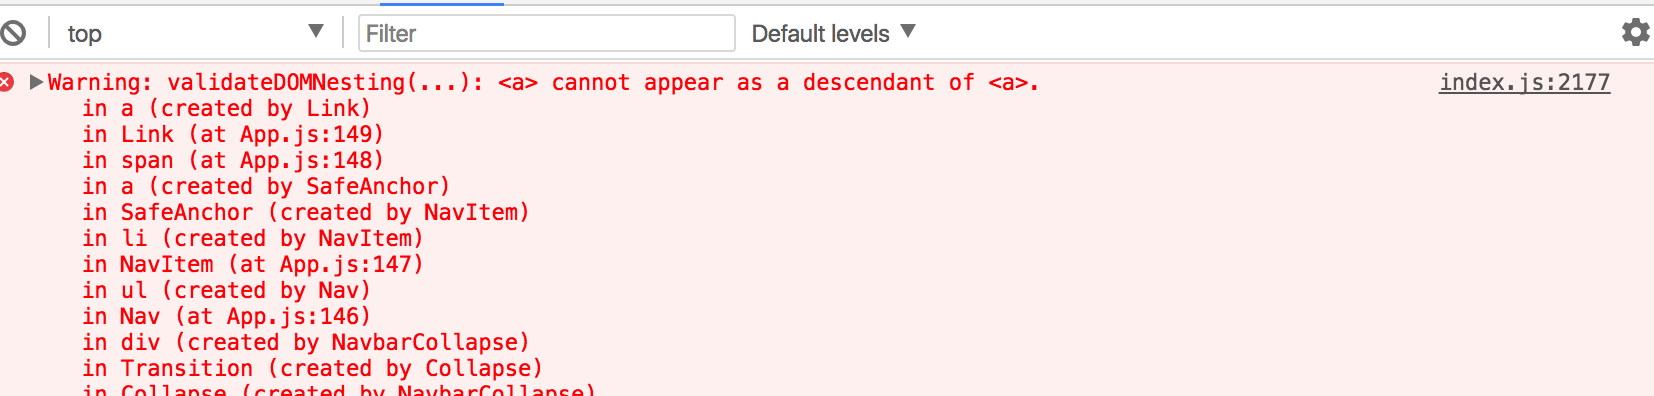 top Filter Default levels
Warning: validateDOMNesting(...): <a> cannot appear as a descendant of <a>. index.js:2177
in a (created by Link)
in Link (at App.js:149)
in span (at App.js:148)
in a (created by SafeAnchor)
in SafeAnchor (created by NavItem)
in li (created by NavItem)
in NavItem (at App.js:147)
in ul (created by Nav)
in Nav (at App.js:146)
in div (created by NavbarCollapse)
in Transition (created by Collapse)
in Collapse (created by NavbarCollapse)